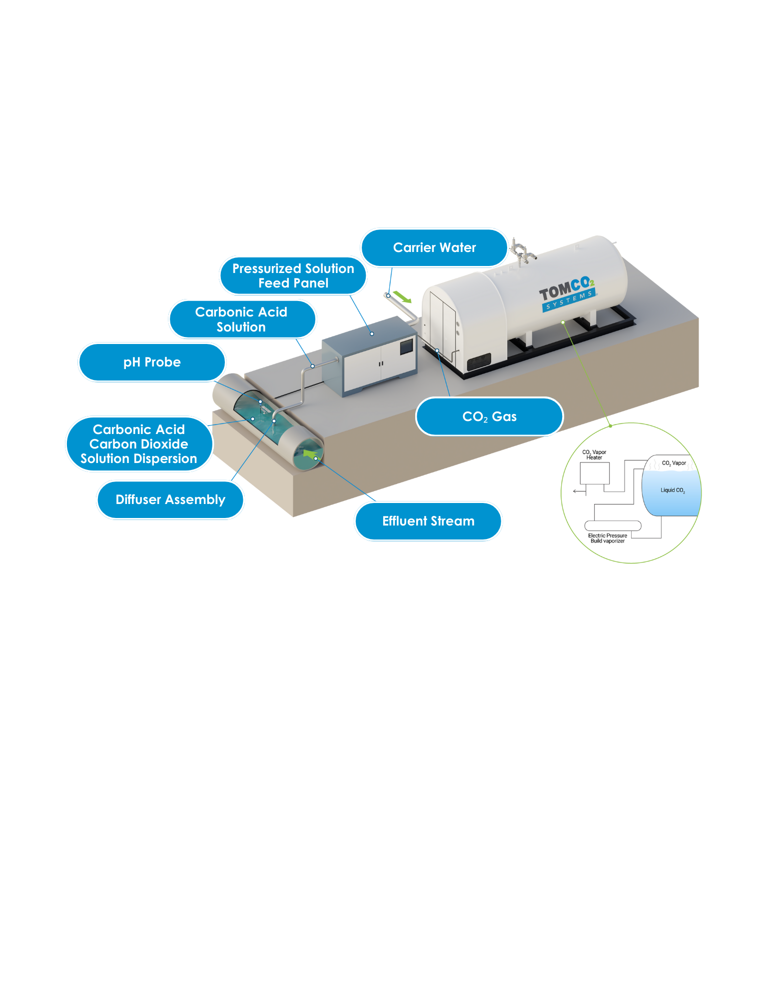 Carrier Water
Pressurized Solution
Feed Panel
Carbonic Acid
Solution
pH Probe
TOMCO2
SYSTEMS
Carbonic Acid
Carbon Dioxide
Solution Dispersion
CO₂ Gas
Diffuser Assembly
Effluent Stream
CO₂ Vapor
Heater
CO₂ Vapor
Liquid CO₂
Electric Pressure
Build vaporizer